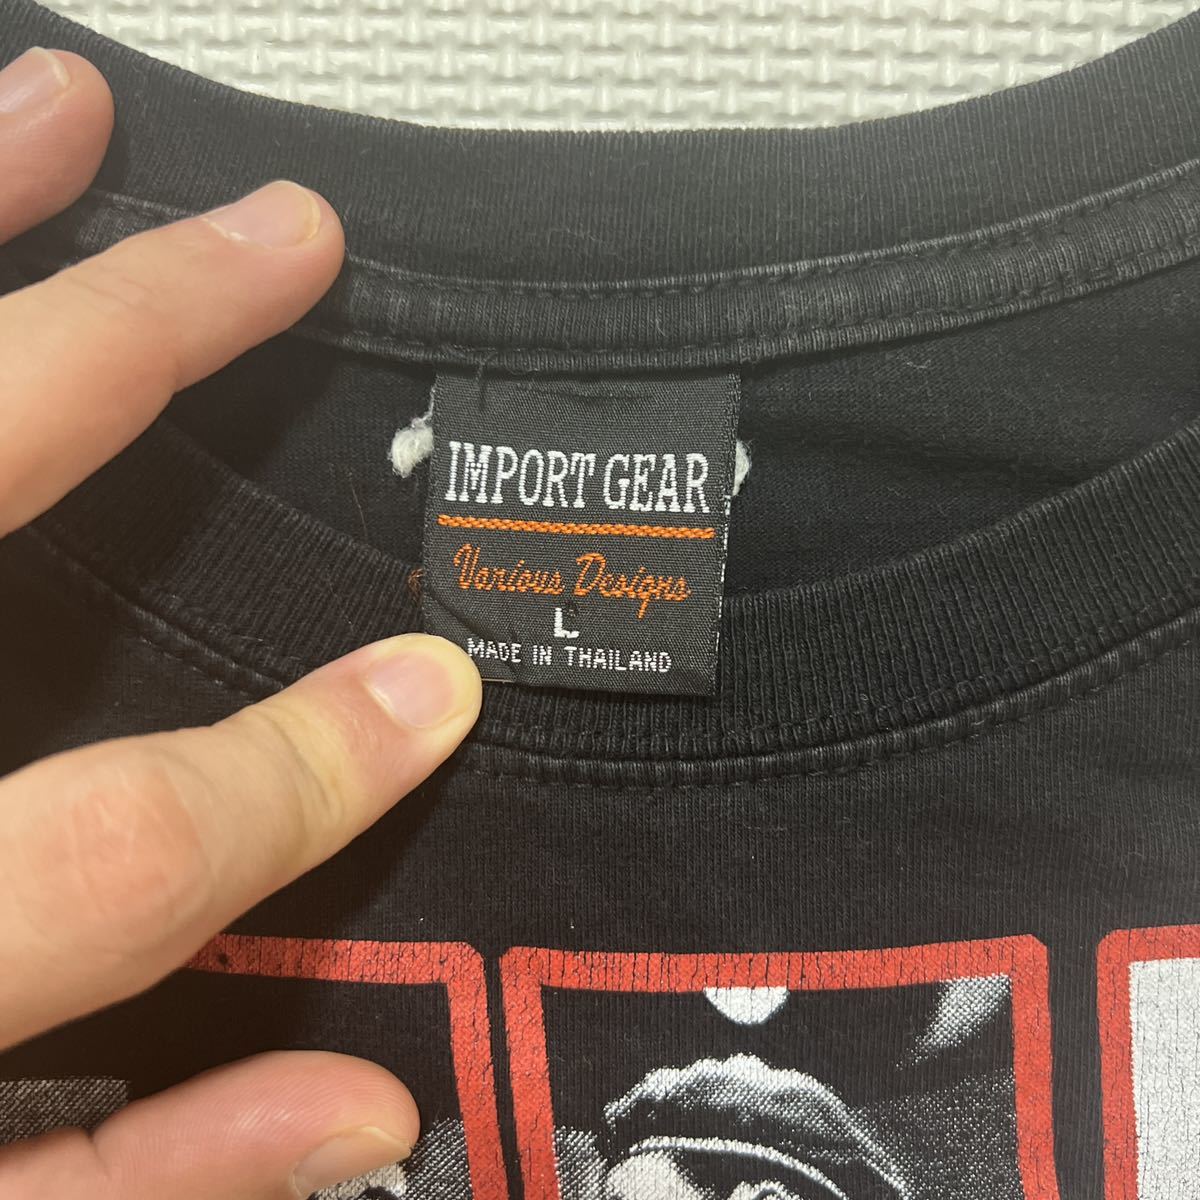 IMPORT GEAR
Various Designs
L
MADE IN THAILAND